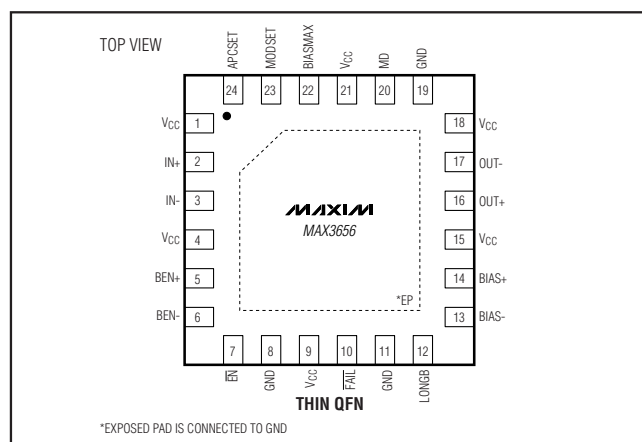 TOP VIEW
APCSET
MODSET
BIASMAX
VCC
MD
GND
24
23
22
21
20
19
VCC
1
18
VCC
IN+
2
17
OUT-
IN-
3
16
OUT+
VCC
4
15
VCC
BEN+
5
14
BIAS+
BEN-
6
13
BIAS-
MAXIM
MAX3656
*EP
7
8
9
10
11
12
E̅N̅
GND
VCC
F̅A̅I̅L̅
GND
LONGB
THIN QFN
*EXPOSED PAD IS CONNECTED TO GND